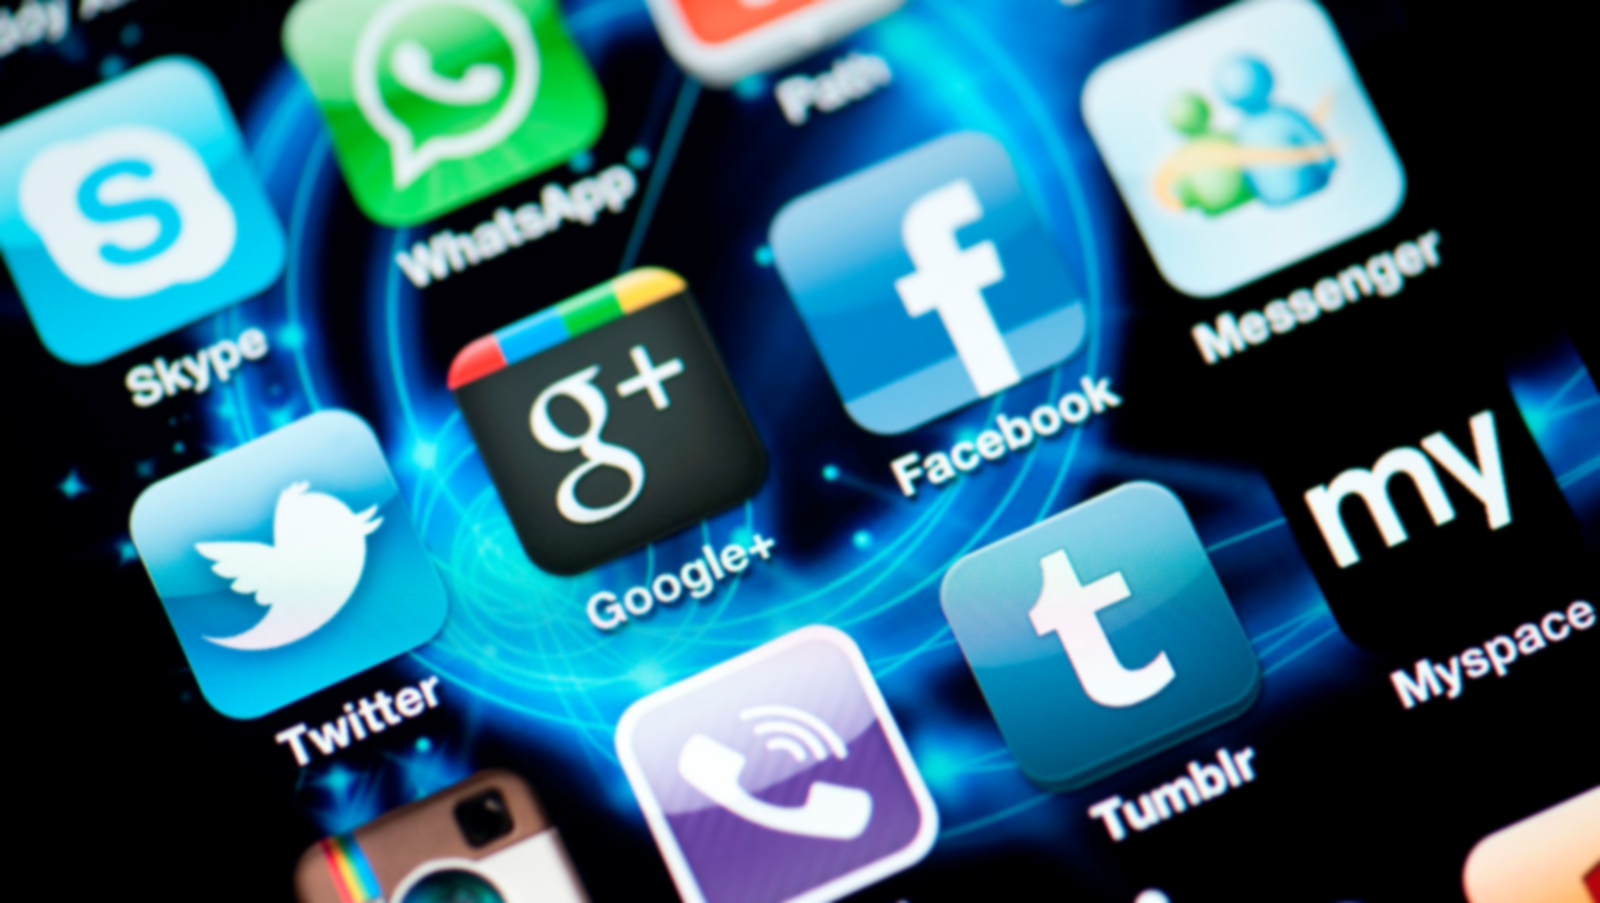 Path
WhatsApp
Messenger
S
Skype
f
Facebook
g+
Google+
my
Myspace
Twitter
t
Tumblr